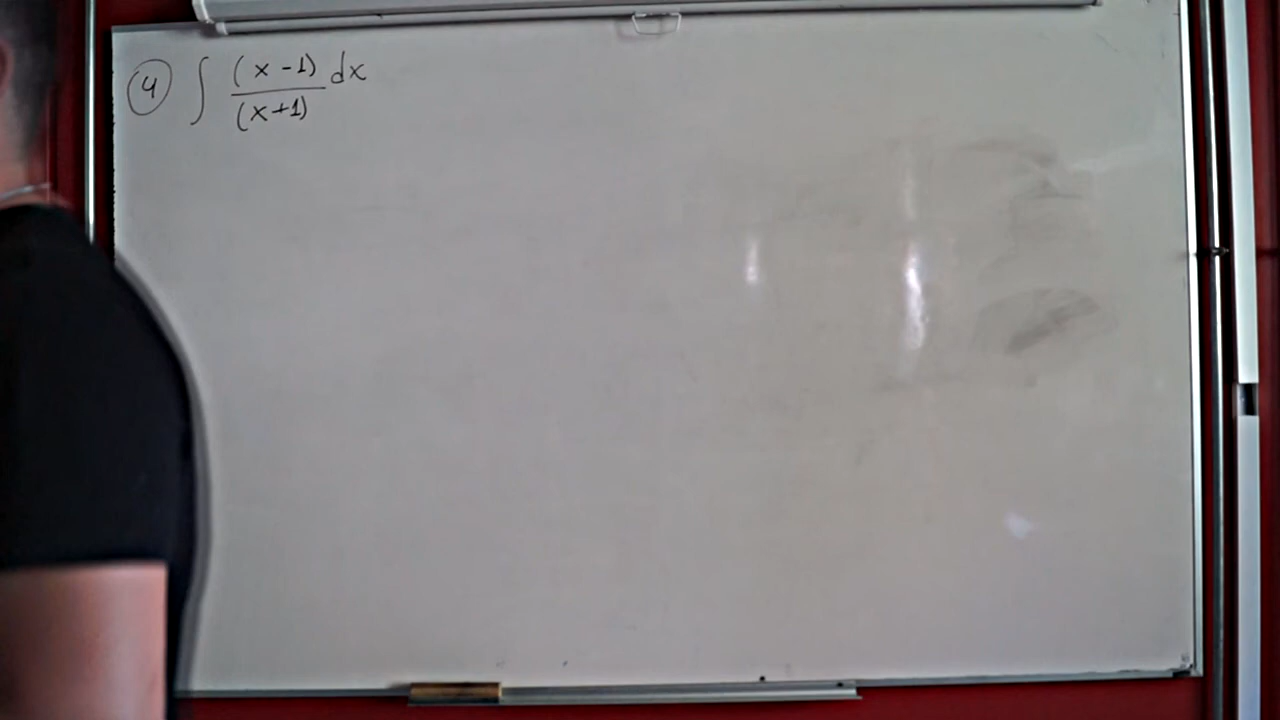 ④ ∫ (x-1)/(x+1) dx